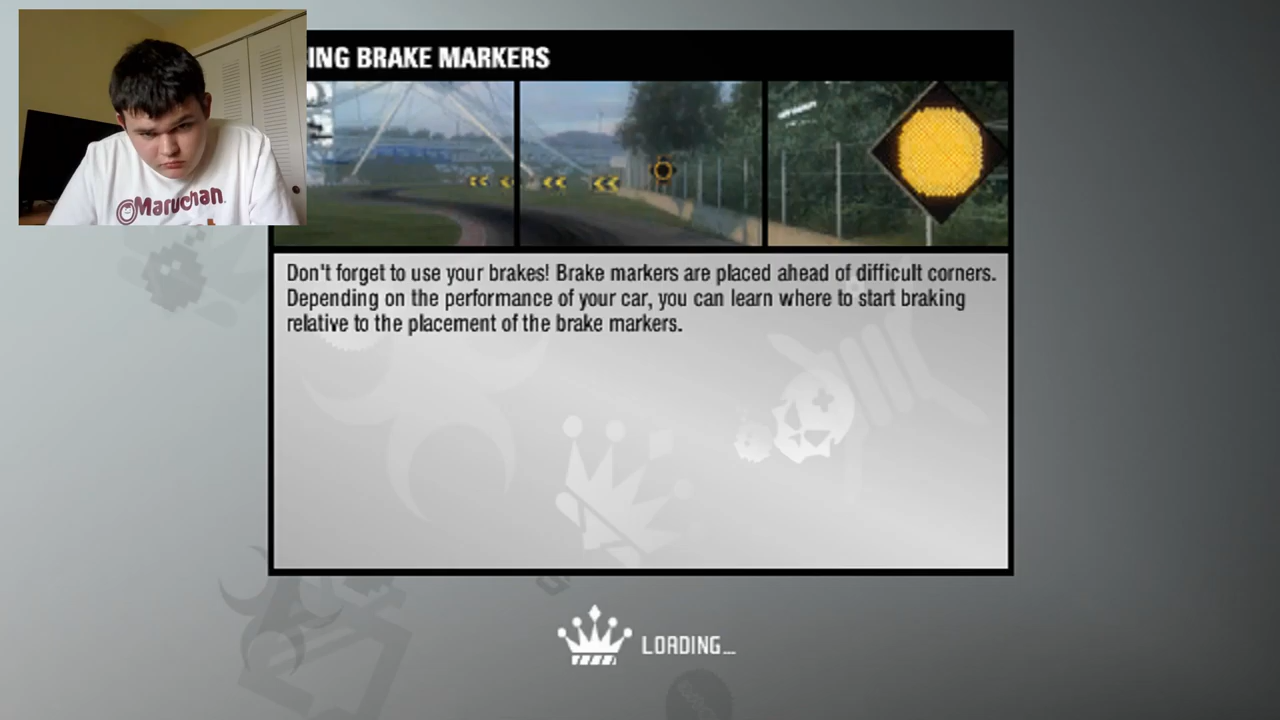 ING BRAKE MARKERS
Maruchan
Don't forget to use your brakes! Brake markers are placed ahead of difficult corners.
Depending on the performance of your car, you can learn where to start braking
relative to the placement of the brake markers.
LOADING...